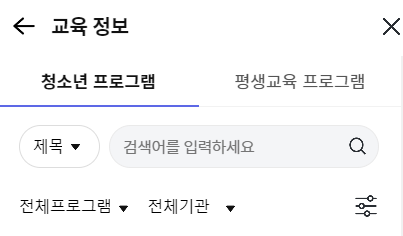 교육 정보
청소년 프로그램 평생교육 프로그램
제목 검색어를 입력하세요
전체프로그램 전체기관